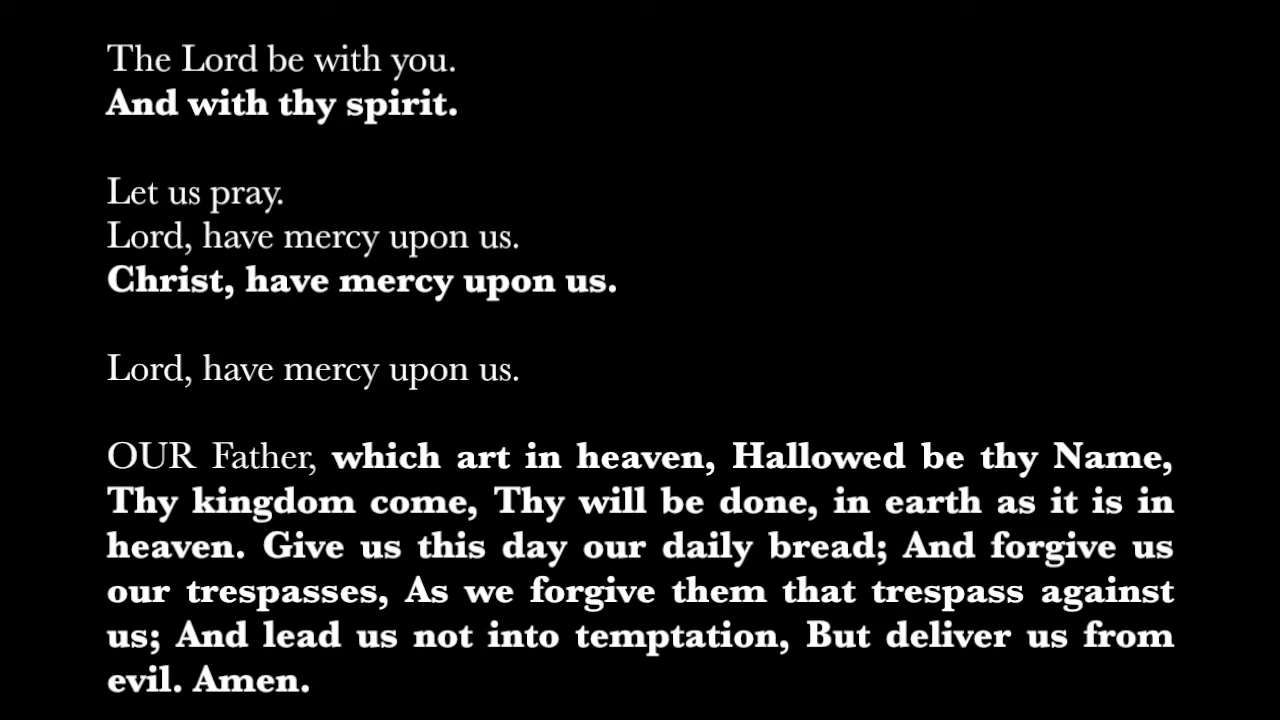 The Lord be with you.
And with thy spirit.
Let us pray.
Lord, have mercy upon us.
Christ, have mercy upon us.
Lord, have mercy upon us.
OUR Father, which art in heaven, Hallowed be thy Name,
Thy kingdom come, Thy will be done, in earth as it is in
heaven. Give us this day our daily bread; And forgive us
our trespasses, As we forgive them that trespass against
us; And lead us not into temptation, But deliver us from
evil. Amen.